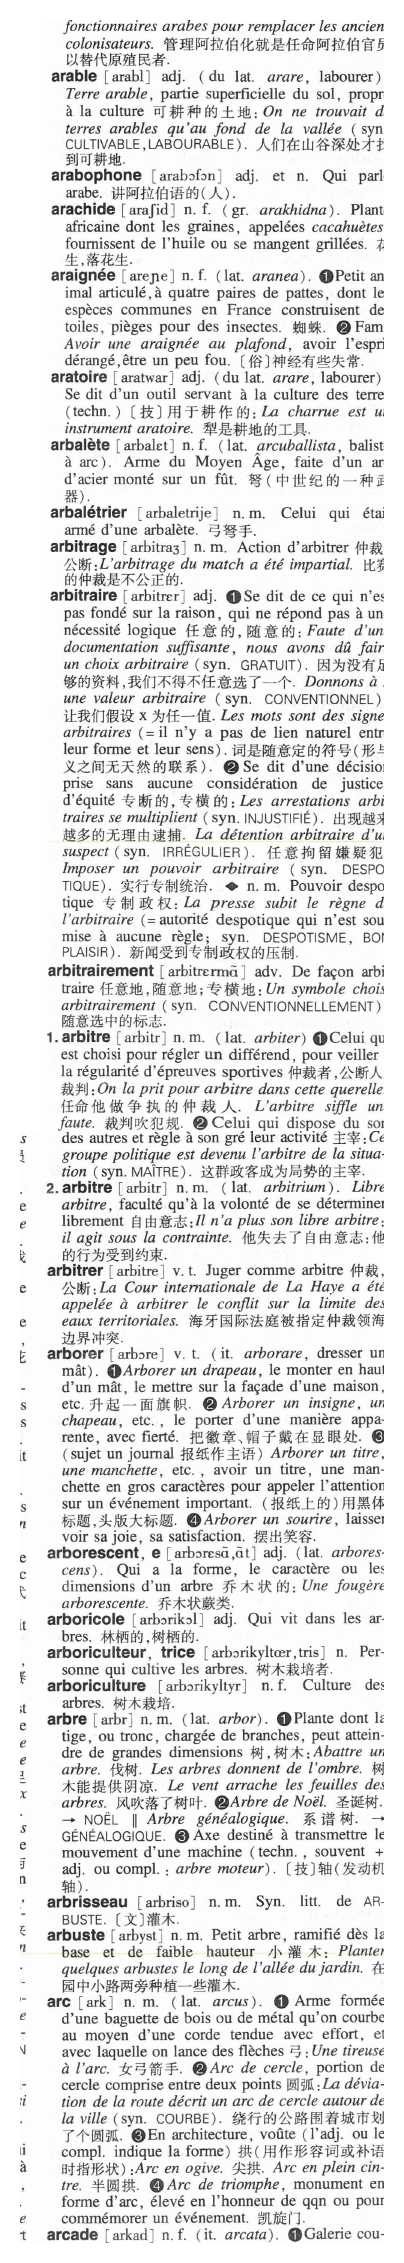 fonctionnaires arabes pour remplacer les ancien
colonisateurs. 管理阿拉伯化就是任命阿拉伯官员
以替代原殖民者.
arable [arabl] adj. (du lat. arare, labourer)
Terre arable, partie superficielle du sol, propr
à la culture 可耕种的土地: On ne trouvait d
terres arables qu'au fond de la vallée (syn
CULTIVABLE, LABOURABLE). 人们在山谷深处才找
到可耕地.
arabophone [arabɔfɔn] adj. et n. Qui parl
arabe. 讲阿拉伯语的(人).
arachide [araʃid] n. f. (gr. arakhidna). Plant
africaine dont les graines, appelées cacahuètes
fournissent de l'huile ou se mangent grillées. 花
生,落花生.
araignée [areɲe] n. f. (lat. aranea). ❶Petit an
imal articulé,à quatre paires de pattes, dont le
espèces communes en France construisent de
toiles, pièges pour des insectes. 蜘蛛. ❷ Fam
Avoir une araignée au plafond, avoir l'espri
dérangé,être un peu fou. [俗]神经有些失常.
aratoire [aratwar] adj. (du lat. arare, labourer)
Se dit d'un outil servant à la culture des terre
(techn.) [技]用于耕作的: La charrue est u
instrument aratoire. 犁是耕地的工具.
arbalète [arbalɛt] n. f. (lat. arcuballista, balist
à arc). Arme du Moyen Âge, faite d'un ar
d'acier monté sur un fût. 弩(中世纪的一种武
器).
arbalétrier [arbaletrije] n. m. Celui qui étai
armé d'une arbalète. 弓弩手.
arbitrage [arbitraʒ] n. m. Action d'arbitrer 仲裁
公断:L'arbitrage du match a été impartial. 比赛
的仲裁是不公正的.
arbitraire [arbitrɛr] adj. ❶Se dit de ce qui n'es
pas fondé sur la raison, qui ne répond pas à un
nécessité logique 任意的,随意的: Faute d'un
documentation suffisante, nous avons dû fair
un choix arbitraire (syn. GRATUIT). 因为没有足
够的资料,我们不得不任意选了一个. Donnons à
une valeur arbitraire (syn. CONVENTIONNEL)
让我们假设 x 为任一值. Les mots sont des signe
arbitraires (= il n'y a pas de lien naturel entr
leur forme et leur sens). 词是随意定的符号(形与
义之间无天然的联系). ❷ Se dit d'une décisio
prise sans aucune considération de justice
d'équité 专断的,专横的: Les arrestations arbi
traires se multiplient (syn. INJUSTIFIÉ). 出现越来
越多的无理由逮捕. La détention arbitraire d'u
suspect (syn. IRRÉGULIER). 任意拘留嫌疑犯
Imposer un pouvoir arbitraire (syn. DESPO
TIQUE). 实行专制统治. ◆ n. m. Pouvoir despo
tique 专制政权: La presse subit le règne d
l'arbitraire (= autorité despotique qui n'est sou
mise à aucune règle; syn. DESPOTISME, BON
PLAISIR). 新闻受到专制政权的压制.
arbitrairement [arbitrɛrmɑ̃] adv. De façon arbi
traire 任意地,随意地;专横地: Un symbole chois
arbitrairement (syn. CONVENTIONNELLEMENT)
随意选中的标志.
1. arbitre [arbitr] n. m. (lat. arbiter) ❶Celui qu
est choisi pour régler un différend, pour veiller
la régularité d'épreuves sportives 仲裁者,公断人
裁判:On la prit pour arbitre dans cette querelle
任命他做争执的仲裁人. L'arbitre siffle un
faute. 裁判吹犯规. ❷ Celui qui dispose du sor
des autres et règle à son gré leur activité 主宰:Ce
groupe politique est devenu l'arbitre de la situa-
tion (syn. MAÎTRE). 这群政客成为局势的主宰.
2. arbitre [arbitr] n. m. (lat. arbitrium). Libre
arbitre, faculté qu'à la volonté de se déterminer
librement 自由意志:Il n'a plus son libre arbitre:
il agit sous la contrainte. 他失去了自由意志:他
的行为受到约束.
arbitrer [arbitre] v. t. Juger comme arbitre 仲裁,
公断:La Cour internationale de La Haye a été
appelée à arbitrer le conflit sur la limite des
eaux territoriales. 海牙国际法庭被指定仲裁领海
边界冲突.
arborer [arbɔre] v. t. (it. arborare, dresser un
mât). ❶Arborer un drapeau, le monter en haut
d'un mât, le mettre sur la façade d'une maison,
etc. 升起一面旗帜. ❷ Arborer un insigne, un
chapeau, etc., le porter d'une manière appa-
rente, avec fierté. 把徽章、帽子戴在显眼处. ❸
(sujet un journal 报纸作主语) Arborer un titre,
une manchette, etc., avoir un titre, une man-
chette en gros caractères pour appeler l'attention
sur un événement important. (报纸上的)用黑体
标题,头版大标题. ❹Arborer un sourire, laisser
voir sa joie, sa satisfaction. 摆出笑容.
arborescent, e [arbɔresɑ̃,ɑ̃t] adj. (lat. arbores-
cens). Qui a la forme, le caractère ou les
dimensions d'un arbre 乔木状的: Une fougère
arborescente. 乔木状蕨类.
arboricole [arbɔrikɔl] adj. Qui vit dans les ar-
bres. 林栖的,树栖的.
arboriculteur, trice [arbɔrikyltœr,tris] n. Per-
sonne qui cultive les arbres. 树木栽培者.
arboriculture [arbɔrikyltyr] n. f. Culture des
arbres. 树木栽培.
arbre [arbr] n. m. (lat. arbor). ❶Plante dont la
tige, ou tronc, chargée de branches, peut attein-
dre de grandes dimensions 树,树木: Abattre un
arbre. 伐树. Les arbres donnent de l'ombre. 树
木能提供阴凉. Le vent arrache les feuilles des
arbres. 风吹落了树叶. ❷Arbre de Noël. 圣诞树.
→ NOËL ‖ Arbre généalogique. 系谱树. →
GÉNÉALOGIQUE. ❸ Axe destiné à transmettre le
mouvement d'une machine (techn., souvent +
adj. ou compl.: arbre moteur). [技]轴(发动机
轴).
arbrisseau [arbriso] n. m. Syn. litt. de AR-
BUSTE. [文]灌木.
arbuste [arbyst] n. m. Petit arbre, ramifié dès la
base et de faible hauteur 小灌木: Planter
quelques arbustes le long de l'allée du jardin. 在
园中小路两旁种植一些灌木.
arc [ark] n. m. (lat. arcus). ❶ Arme formée
d'une baguette de bois ou de métal qu'on courbe
au moyen d'une corde tendue avec effort, et
avec laquelle on lance des flèches 弓:Une tireuse
à l'arc. 女弓箭手. ❷Arc de cercle, portion de
cercle comprise entre deux points 圆弧:La dévia-
tion de la route décrit un arc de cercle autour de
la ville (syn. COURBE). 绕行的公路围着城市划
了个圆弧. ❸En architecture, voûte (l'adj. ou le
compl. indique la forme) 拱(用作形容词或补语
时指形状):Arc en ogive. 尖拱. Arc en plein cin-
tre. 半圆拱. ❹Arc de triomphe, monument en
forme d'arc, élevé en l'honneur de qqn ou pour
commémorer un événement. 凯旋门.
arcade [arkad] n. f. (it. arcata). ❶Galerie cou-